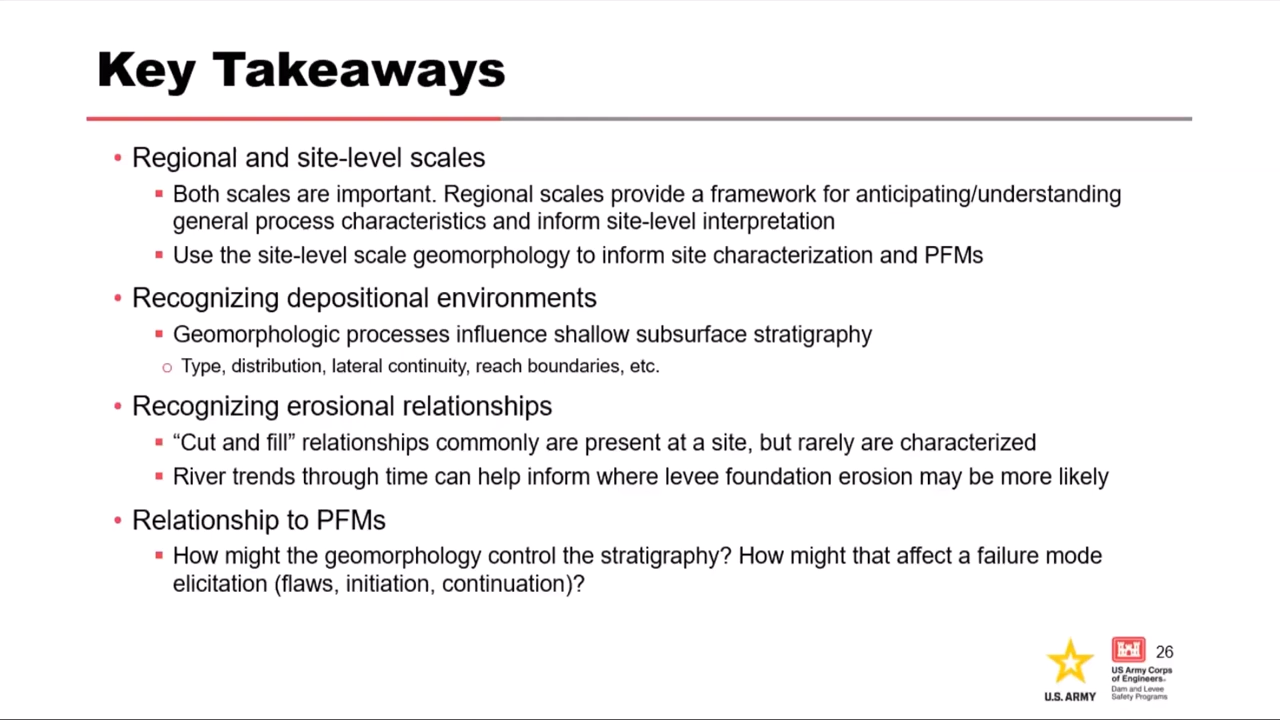 Key Takeaways
• Regional and site-level scales
▪ Both scales are important. Regional scales provide a framework for anticipating/understanding
general process characteristics and inform site-level interpretation
▪ Use the site-level scale geomorphology to inform site characterization and PFMs
• Recognizing depositional environments
▪ Geomorphologic processes influence shallow subsurface stratigraphy
○ Type, distribution, lateral continuity, reach boundaries, etc.
• Recognizing erosional relationships
▪ “Cut and fill” relationships commonly are present at a site, but rarely are characterized
▪ River trends through time can help inform where levee foundation erosion may be more likely
• Relationship to PFMs
▪ How might the geomorphology control the stratigraphy? How might that affect a failure mode
elicitation (flaws, initiation, continuation)?
U.S. ARMY
US Army Corps
of Engineers®
Dam and Levee
Safety Programs
26